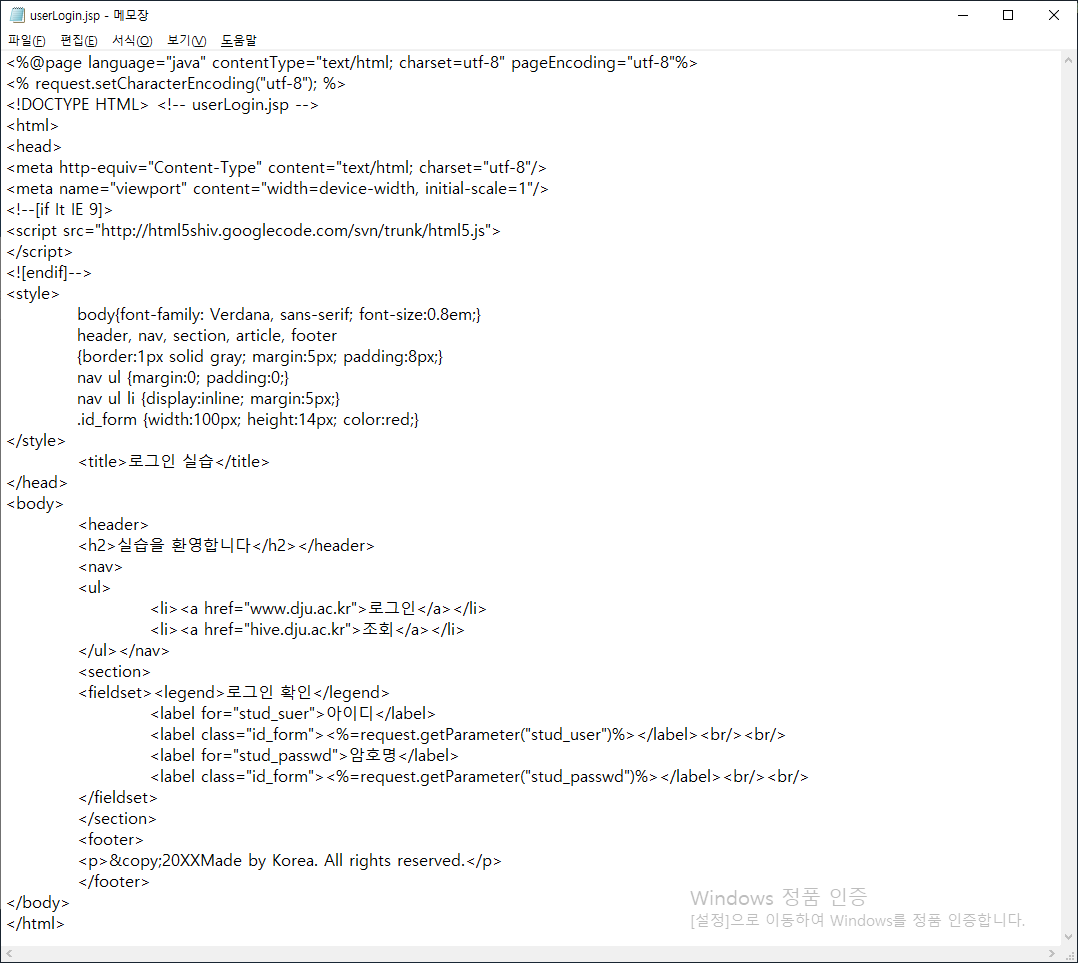 userLogin.jsp - 메모장
파일(F) 편집(E) 서식(O) 보기(V) 도움말
<%@page language="java" contentType="text/html; charset=utf-8" pageEncoding="utf-8"%>
<% request.setCharacterEncoding("utf-8"); %>
<!DOCTYPE HTML> <!-- userLogin.jsp -->
<html>
<head>
<meta http-equiv="Content-Type" content="text/html; charset="utf-8"/>
<meta name="viewport" content="width=device-width, initial-scale=1"/>
<!--[if lt IE 9]>
<script src="http://html5shiv.googlecode.com/svn/trunk/html5.js">
</script>
<![endif]-->
<style>
body{font-family: Verdana, sans-serif; font-size:0.8em;}
header, nav, section, article, footer
{border:1px solid gray; margin:5px; padding:8px;}
nav ul {margin:0; padding:0;}
nav ul li {display:inline; margin:5px;}
.id_form {width:100px; height:14px; color:red;}
</style>
<title>로그인 실습</title>
</head>
<body>
<header>
<h2>실습을 환영합니다</h2></header>
<nav>
<ul>
<li><a href="www.dju.ac.kr">로그인</a></li>
<li><a href="hive.dju.ac.kr">조회</a></li>
</ul></nav>
<section>
<fieldset><legend>로그인 확인</legend>
<label for="stud_suer">아이디</label>
<label class="id_form"><%=request.getParameter("stud_user")%></label><br/><br/>
<label for="stud_passwd">암호명</label>
<label class="id_form"><%=request.getParameter("stud_passwd")%></label><br/><br/>
</fieldset>
</section>
<footer>
<p>&copy;20XXMade by Korea. All rights reserved.</p>
</footer>
</body>
</html>
Windows 정품 인증
[설정]으로 이동하여 Windows를 정품 인증합니다.